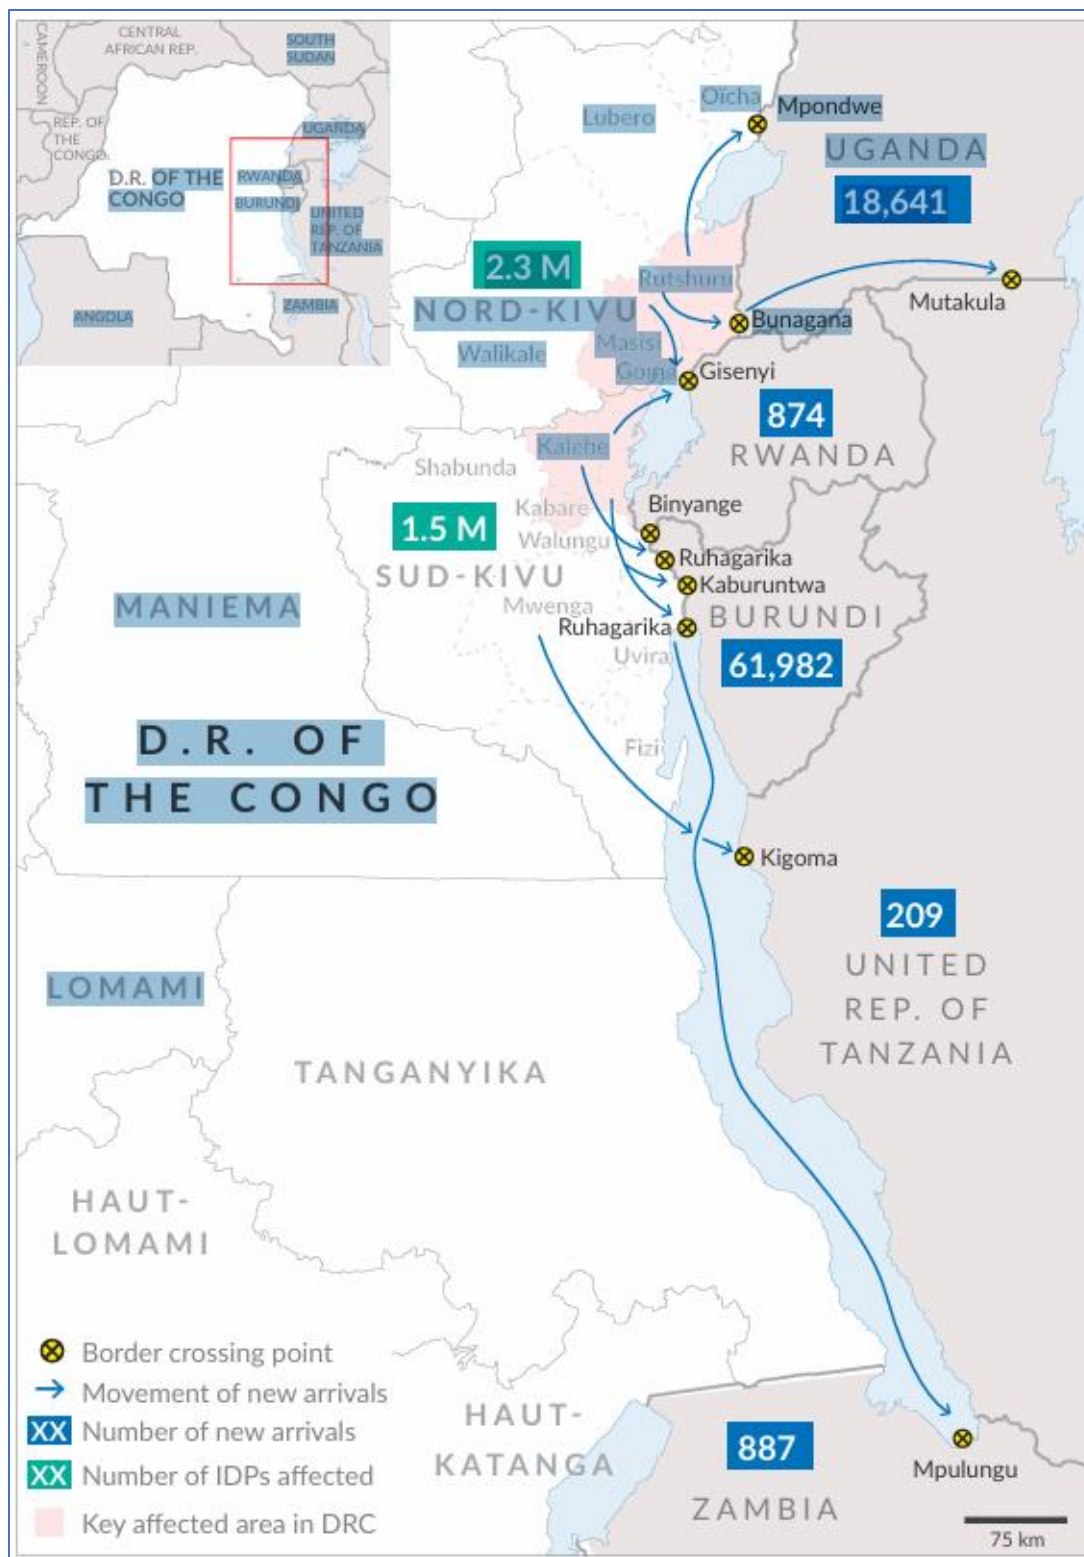 CAMEROON
CENTRAL
AFRICAN REP.
SOUTH
SUDAN
REP. OF
THE
CONGO
UGANDA
D.R. OF THE
CONGO
RWANDA
BURUNDI
UNITED
REP. OF
TANZANIA
ANGOLA
ZAMBIA
Oïcha
Mpondwe
Lubero
UGANDA
18,641
2.3 M
NORD-KIVU
Rutshuru
Mutakula
Bunagana
Masisi
Walikale
Goma
Gisenyi
874
RWANDA
Kalehe
Shabunda
Kabare
Binyange
1.5 M
Walungu
SUD-KIVU
Ruhagarika
Kaburuntwa
Mwenga
BURUNDI
Ruhagarika
Uvira
61,982
MANIEMA
D.R. OF
THE CONGO
Fizi
Kigoma
209
UNITED
REP. OF
TANZANIA
LOMAMI
TANGANYIKA
HAUT-
LOMAMI
Border crossing point
Movement of new arrivals
XX Number of new arrivals
XX Number of IDPs affected
Key affected area in DRC
HAUT-
KATANGA
887
ZAMBIA
Mpulungu
75 km